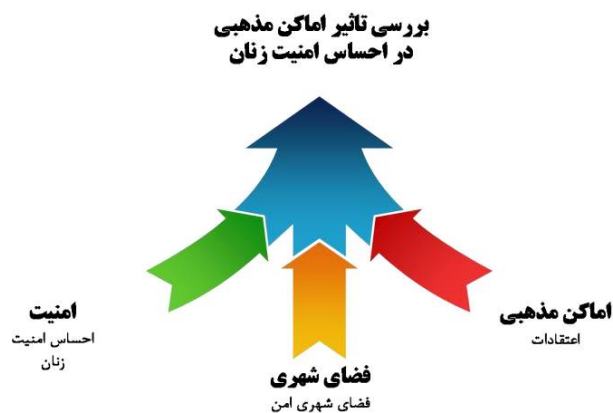 بررسی تاثیر اماکن مذهبی
در احساس امنیت زنان
اماکن مذهبی
اعتقادات
فضای شهری
فضای شهری امن
امنیت
احساس امنیت
زنان